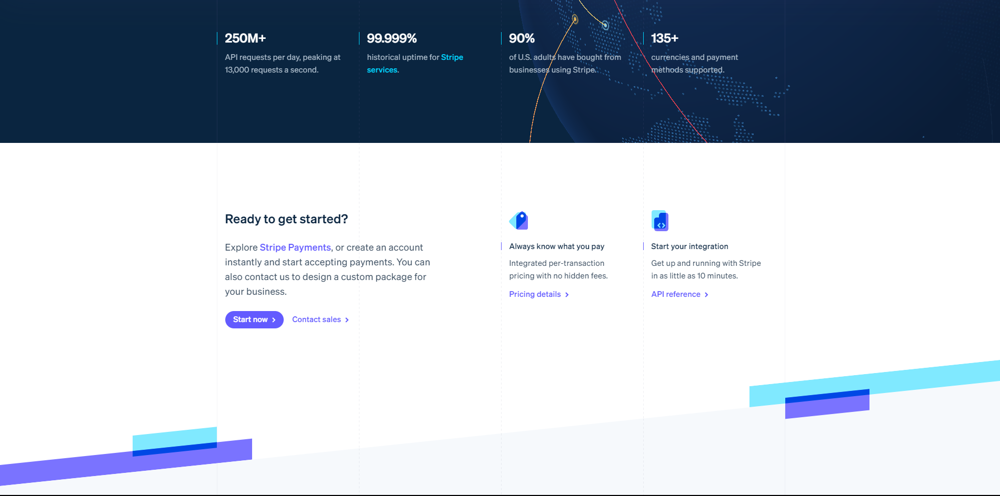 250M+
API requests per day, peaking at
13,000 requests a second.
99.999%
historical uptime for Stripe
services.
90%
of U.S. adults have bought from
businesses using Stripe.
135+
currencies and payment
methods supported.
Ready to get started?
Explore Stripe Payments, or create an account
instantly and start accepting payments. You can
also contact us to design a custom package for
your business.
Start now
Contact sales
Always know what you pay
Integrated per-transaction
pricing with no hidden fees.
Pricing details
Start your integration
Get up and running with Stripe
in as little as 10 minutes.
API reference